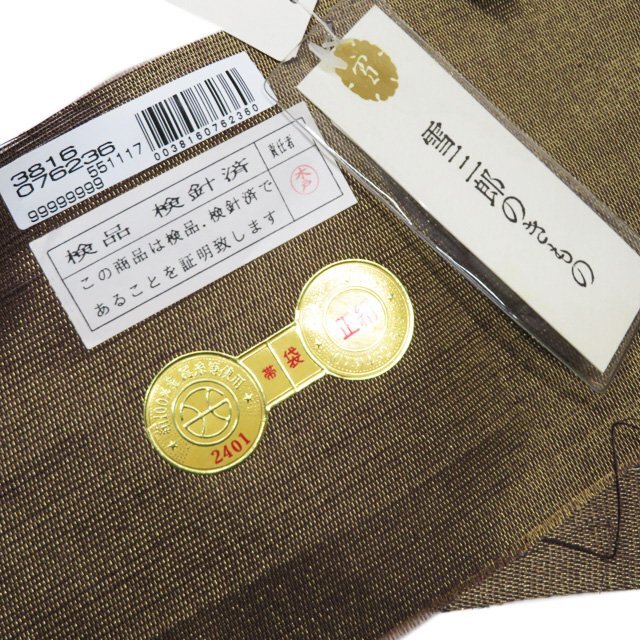 3816
076236
551117
99999999
0038160762360
検品 検針済
責任者
木戸
この商品は検品、検針済で
あることを証明致します
雪三郎のきもの
正絹
袋
帯
2401